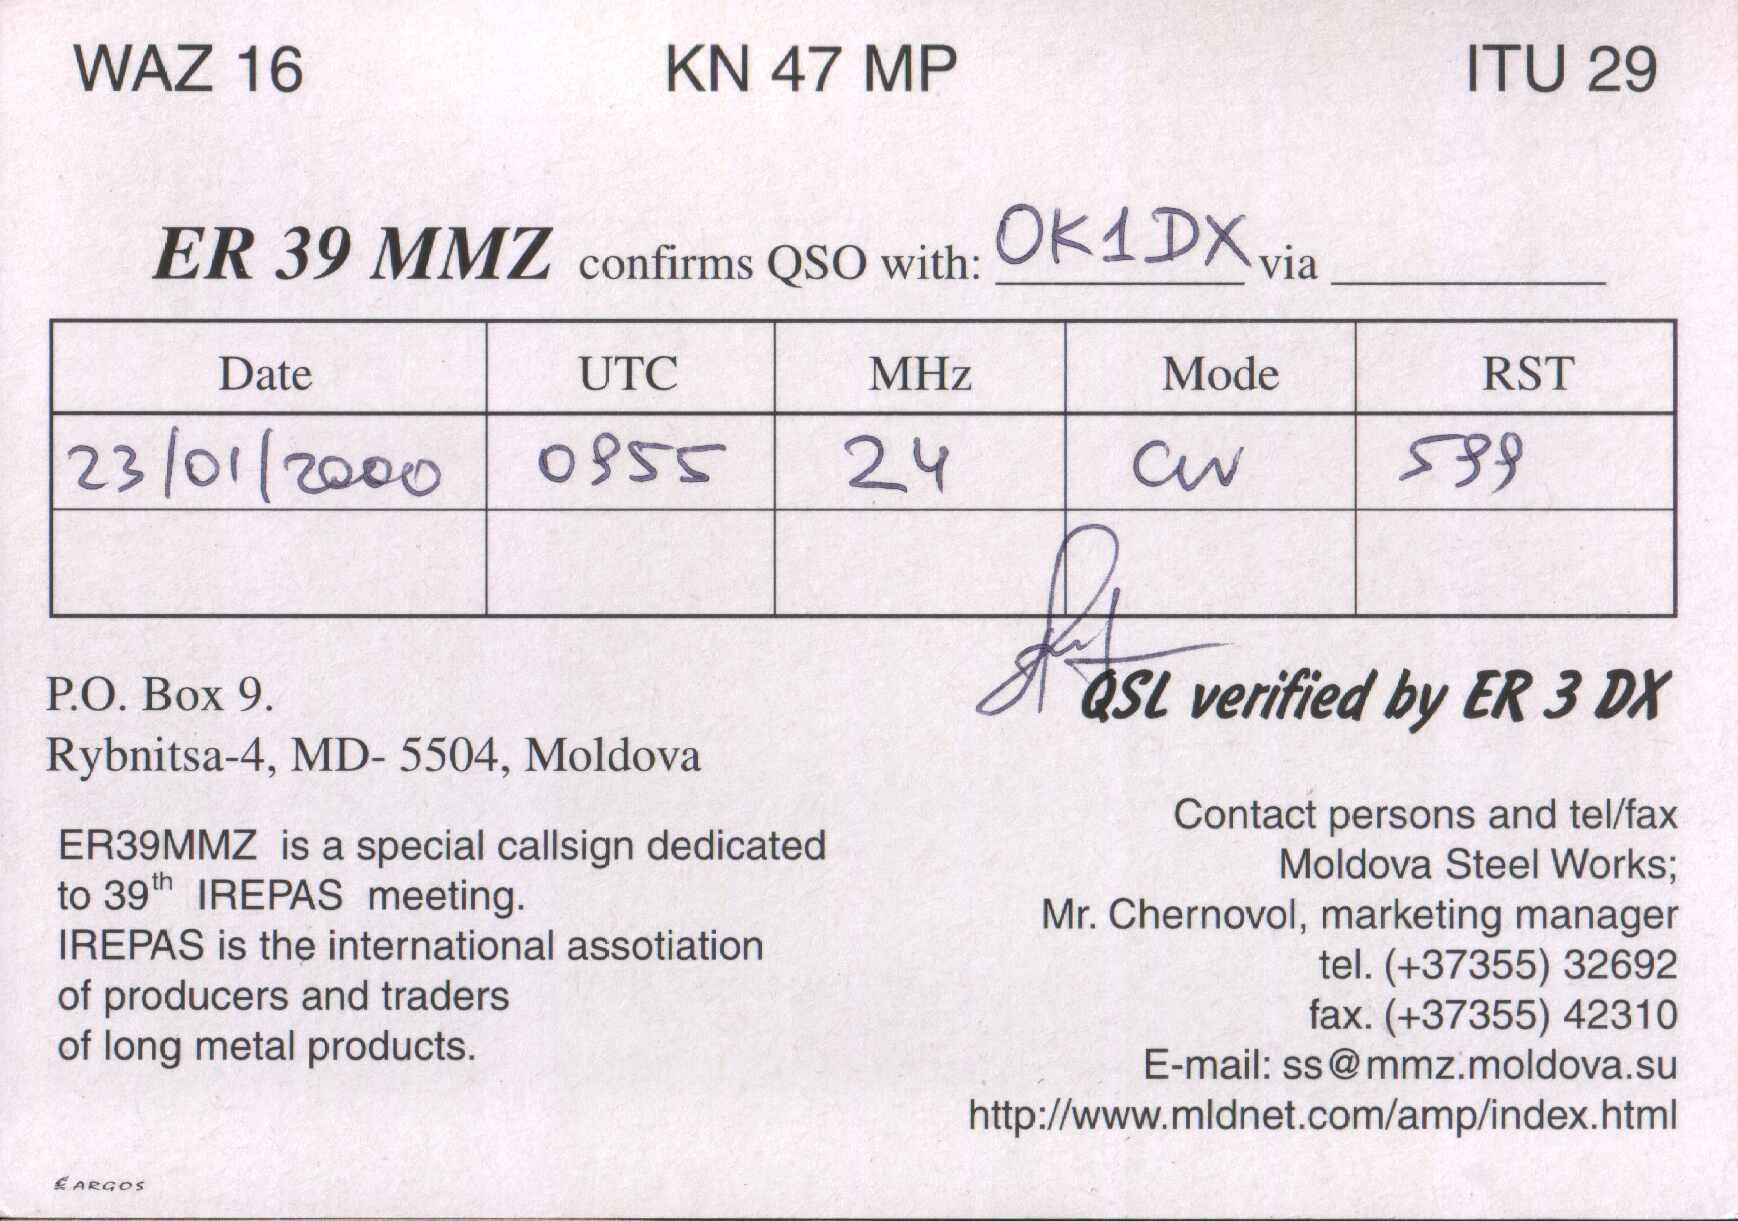 WAZ 16 KN 47 MP ITU 29
ER 39 MMZ confirms QSO with: OK1DX via
Date UTC MHz Mode RST
23/01/2000 0955 24 CW 599
P.O. Box 9.
Rybnitsa-4, MD- 5504, Moldova
QSL verified by ER 3 DX
ER39MMZ is a special callsign dedicated
to 39th IREPAS meeting.
IREPAS is the international assotiation
of producers and traders
of long metal products.
Contact persons and tel/fax
Moldova Steel Works;
Mr. Chernovol, marketing manager
tel. (+37355) 32692
fax. (+37355) 42310
E-mail: ss@mmz.moldova.su
http://www.mldnet.com/amp/index.html
ARGOS